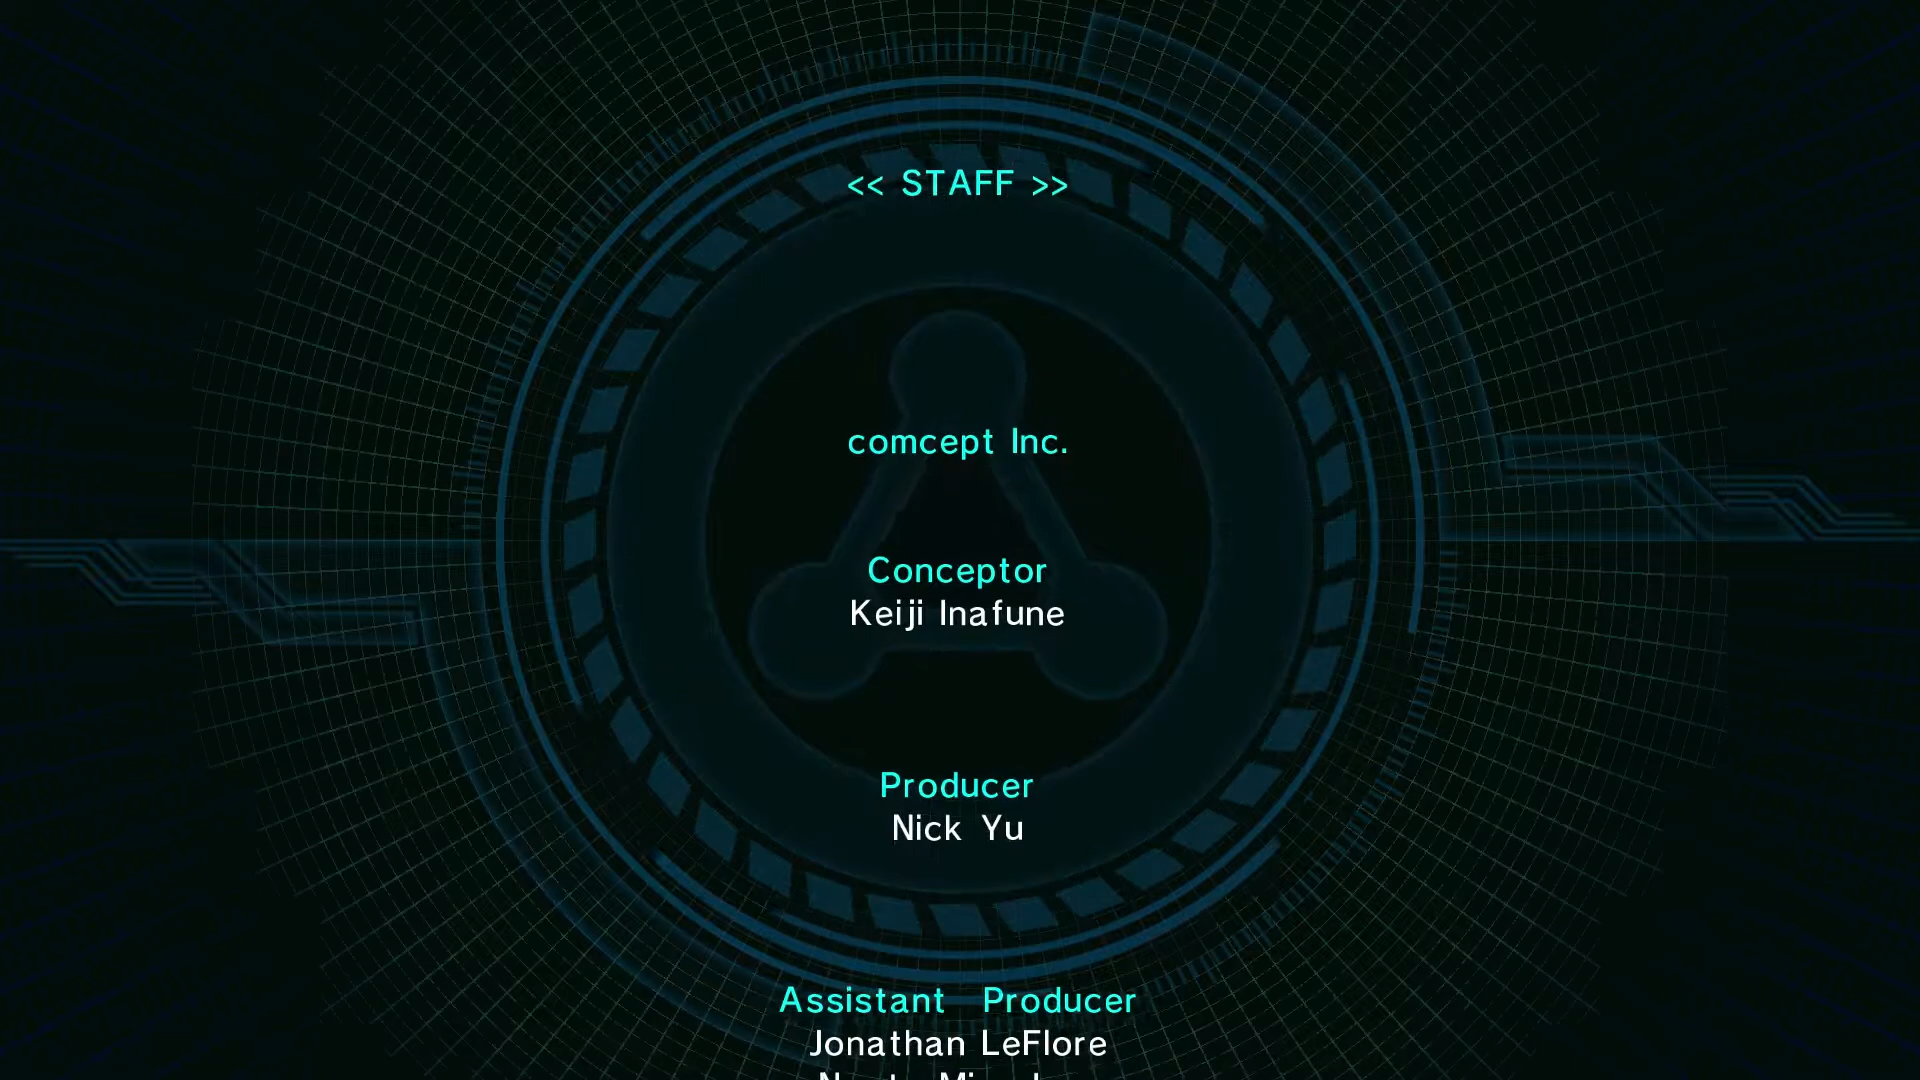 << STAFF >>
comcept Inc.
Conceptor
Keiji Inafune
Producer
Nick Yu
Assistant Producer
Jonathan LeFlore